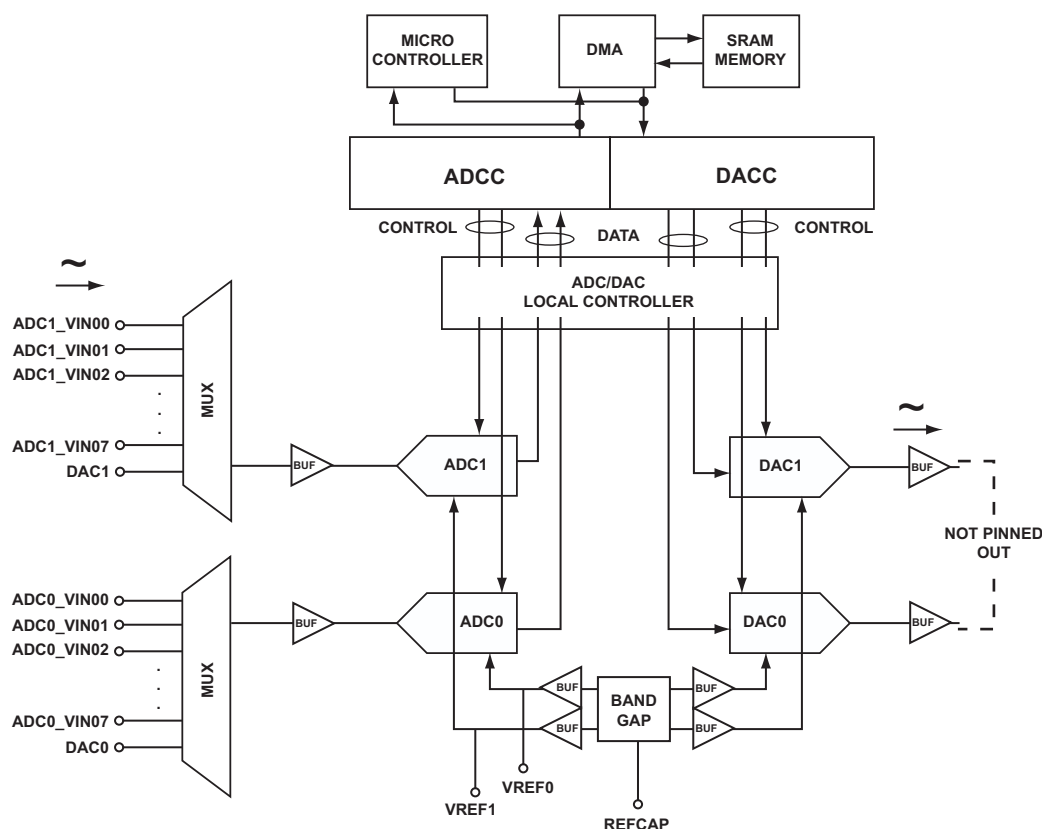 MICRO
CONTROLLER
DMA
SRAM
MEMORY
ADCC
DACC
CONTROL
DATA
CONTROL
ADC/DAC
LOCAL CONTROLLER
~
ADC1_VIN00
ADC1_VIN01
ADC1_VIN02
.
.
.
ADC1_VIN07
DAC1
MUX
BUF
ADC1
DAC1
~
BUF
NOT PINNED
OUT
ADC0_VIN00
ADC0_VIN01
ADC0_VIN02
.
.
.
ADC0_VIN07
DAC0
MUX
BUF
ADC0
DAC0
BUF
BUF
BUF
BAND
GAP
BUF
BUF
VREF0
VREF1
REFCAP